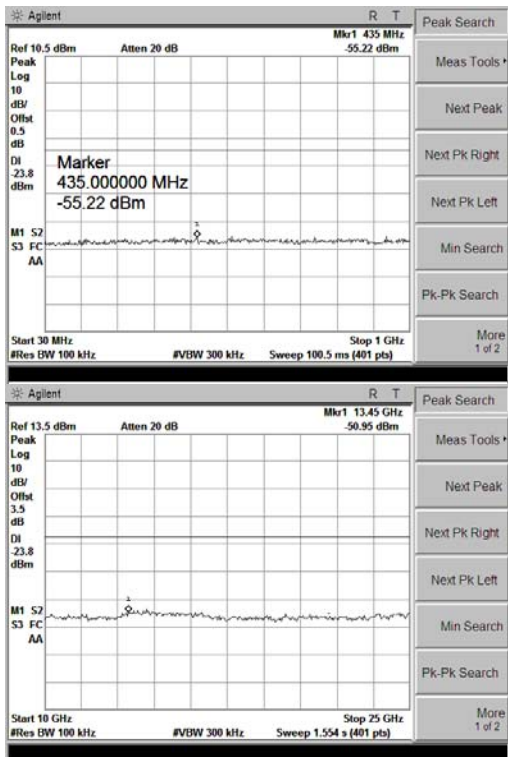 Agilent R T
Peak Search
Mkr1 435 MHz
Ref 10.5 dBm Atten 20 dB -55.22 dBm
Peak
Log
10
dB/
Offst
0.5
dB
DI
-23.8
dBm
M1 S2
S3 FC
AA
Marker
435.000000 MHz
-55.22 dBm
1
Start 30 MHz Stop 1 GHz
#Res BW 100 kHz #VBW 300 kHz Sweep 100.5 ms (401 pts)
Meas Tools
Next Peak
Next Pk Right
Next Pk Left
Min Search
Pk-Pk Search
More
1 of 2
Agilent R T
Peak Search
Mkr1 13.45 GHz
Ref 13.5 dBm Atten 20 dB -50.95 dBm
Peak
Log
10
dB/
Offst
3.5
dB
DI
-23.8
dBm
M1 S2
S3 FC
AA
1
Start 10 GHz Stop 25 GHz
#Res BW 100 kHz #VBW 300 kHz Sweep 1.554 s (401 pts)
Meas Tools
Next Peak
Next Pk Right
Next Pk Left
Min Search
Pk-Pk Search
More
1 of 2